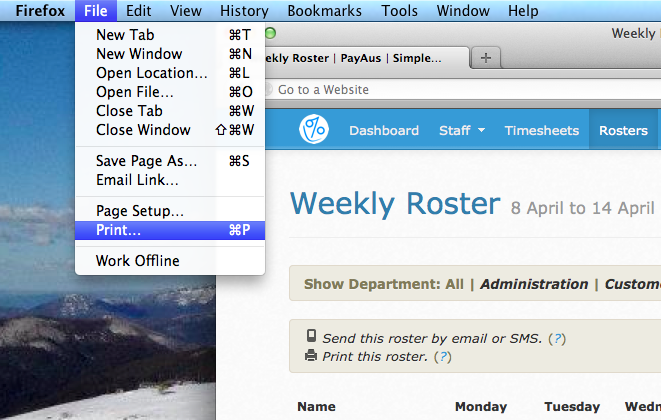 Firefox File Edit View History Bookmarks Tools Window Help
New Tab ⌘T
New Window ⌘N
Open Location... ⌘L
Open File... ⌘O
Close Tab ⌘W
Close Window ⇧⌘W
Save Page As... ⌘S
Email Link...
Page Setup...
Print... ⌘P
Work Offline
Weekly
ekly Roster | PayAus | Simple... +
Go to a Website
Dashboard Staff Timesheets Rosters
Weekly Roster 8 April to 14 April
Show Department: All | Administration | Custome
Send this roster by email or SMS. (?)
Print this roster. (?)
Name Monday Tuesday Wedne